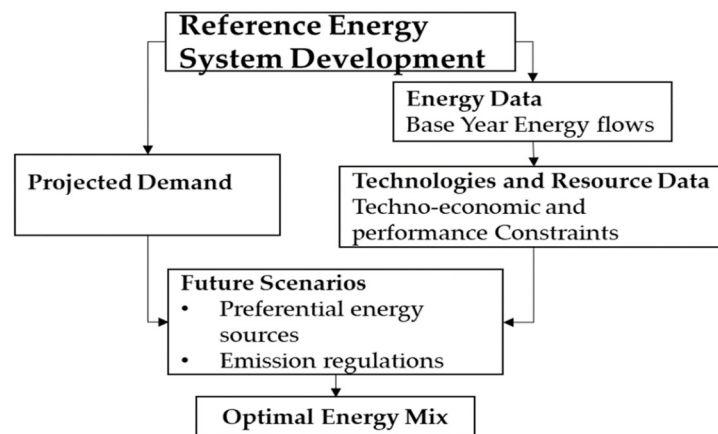 Reference Energy
System Development
Energy Data
Base Year Energy flows
Projected Demand
Technologies and Resource Data
Techno-economic and
performance Constraints
Future Scenarios
• Preferential energy
sources
• Emission regulations
Optimal Energy Mix